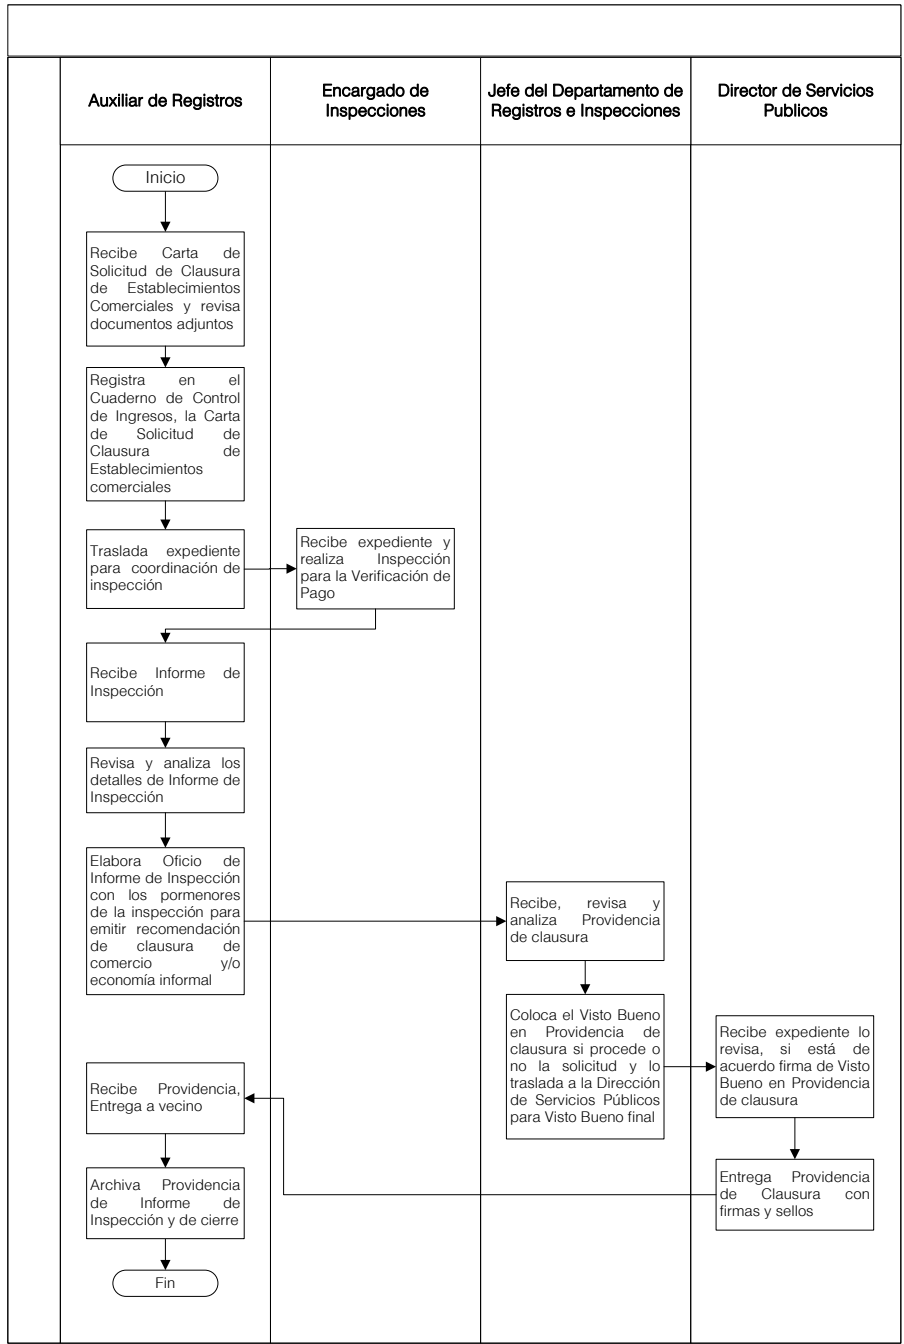 Auxiliar de Registros
Encargado de
Inspecciones
Jefe del Departamento de
Registros e Inspecciones
Director de Servicios
Publicos
Inicio
Recibe Carta de
Solicitud de Clausura
de Establecimientos
Comerciales y revisa
documentos adjuntos
Registra en el
Cuaderno de Control
de Ingresos, la Carta
de Solicitud de
Clausura de
Establecimientos
comerciales
Traslada expediente
para coordinación de
inspección
Recibe expediente y
realiza Inspección
para la Verificación de
Pago
Recibe Informe de
Inspección
Revisa y analiza los
detalles de Informe de
Inspección
Elabora Oficio de
Informe de Inspección
con los pormenores
de la inspección para
emitir recomendación
de clausura de
comercio y/o
economía informal
Recibe, revisa y
analiza Providencia
de clausura
Coloca el Visto Bueno
en Providencia de
clausura si procede o
no la solicitud y lo
traslada a la Dirección
de Servicios Públicos
para Visto Bueno final
Recibe expediente lo
revisa, si está de
acuerdo firma de Visto
Bueno en Providencia
de clausura
Entrega Providencia
de Clausura con
firmas y sellos
Recibe Providencia,
Entrega a vecino
Archiva Providencia
de Informe de
Inspección y de cierre
Fin